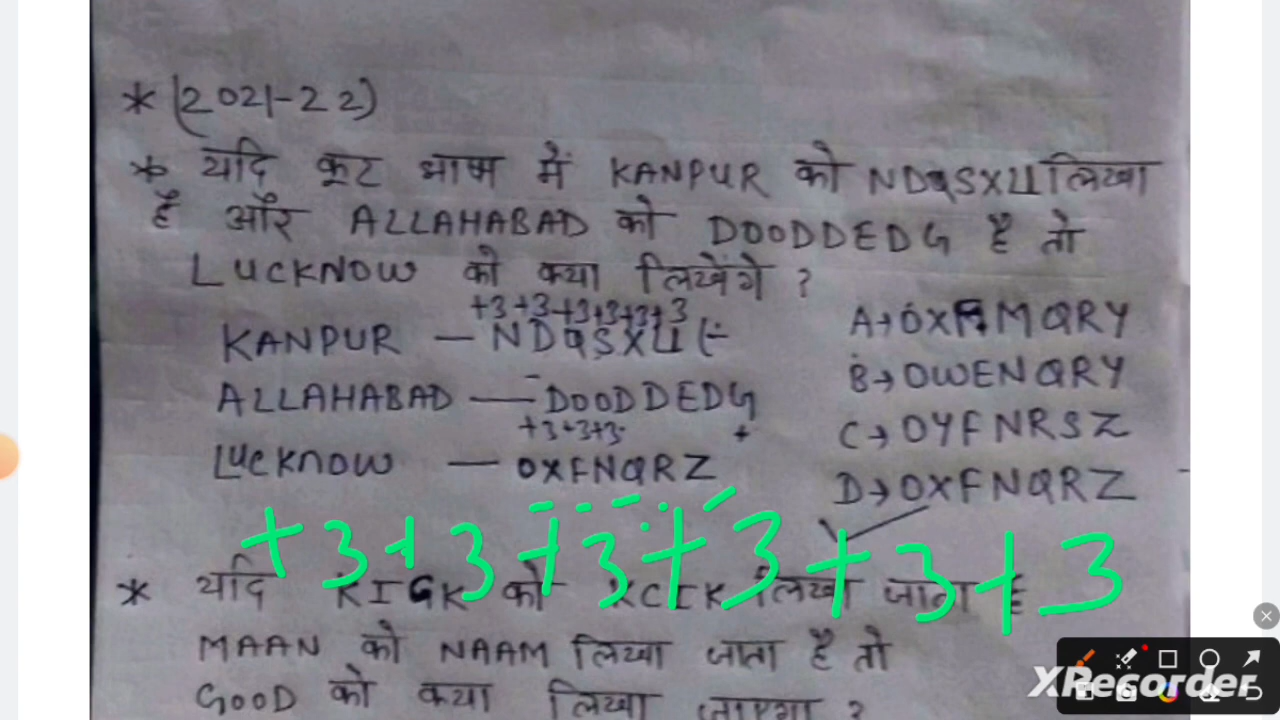 * (2021-22)
* यदि कूट भाषा में KANPUR को NDQSXU लिखा
है और ALLAHABAD को DOODDEDG है तो
LUCKNOW को क्या लिखेंगे ?
+3+3+3+3+3+3
KANPUR — NDQSXU (÷
ALLAHABAD — DOODDEDG
+3+3+3. +
LUCKNOW — OXFNQRZ
A→ OXFMQRY
B→ OWENQRY
C→ OYFNRSZ
D→ OXFNQRZ
+3+3+3+3+3+3
* यदि को लिखा जाता है
MAAN को NAAM लिखा जाता है तो
GOOD को क्या लिखा जाएगा ?
XRecorder